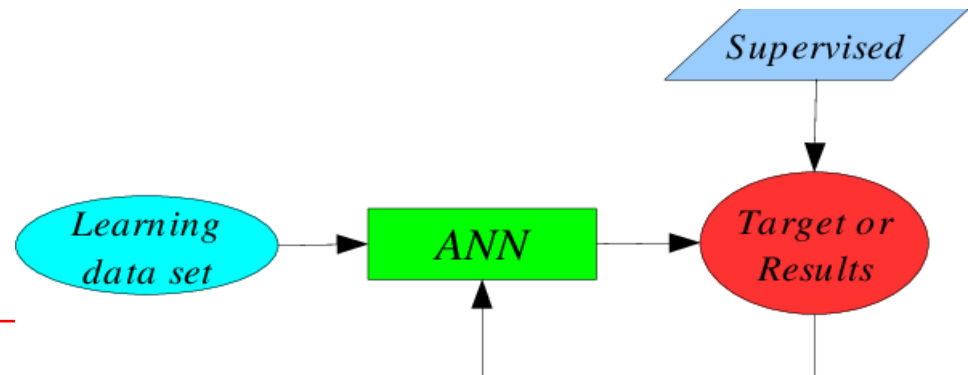 Supervised
Learning
data set
ANN
Target or
Results